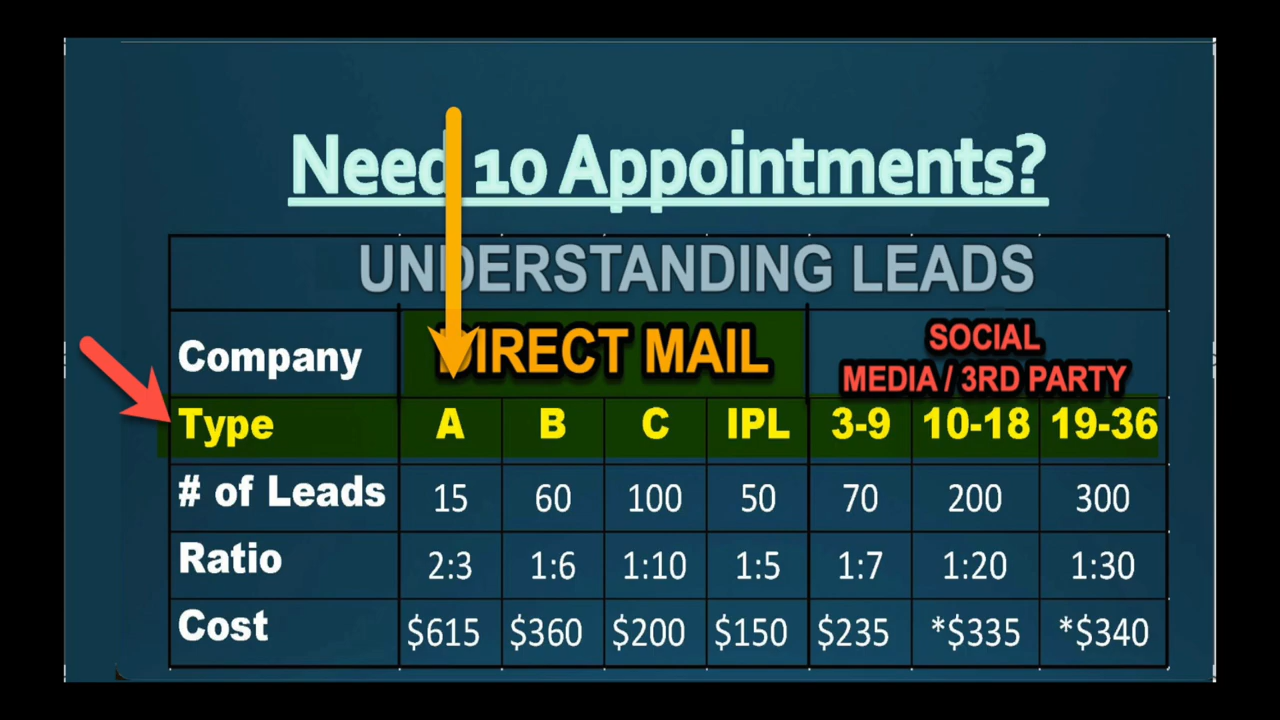 Need 10 Appointments?
UNDERSTANDING LEADS
Company DIRECT MAIL SOCIAL MEDIA / 3RD PARTY
Type A B C IPL 3-9 10-18 19-36
# of Leads 15 60 100 50 70 200 300
Ratio 2:3 1:6 1:10 1:5 1:7 1:20 1:30
Cost $615 $360 $200 $150 $235 *$335 *$340